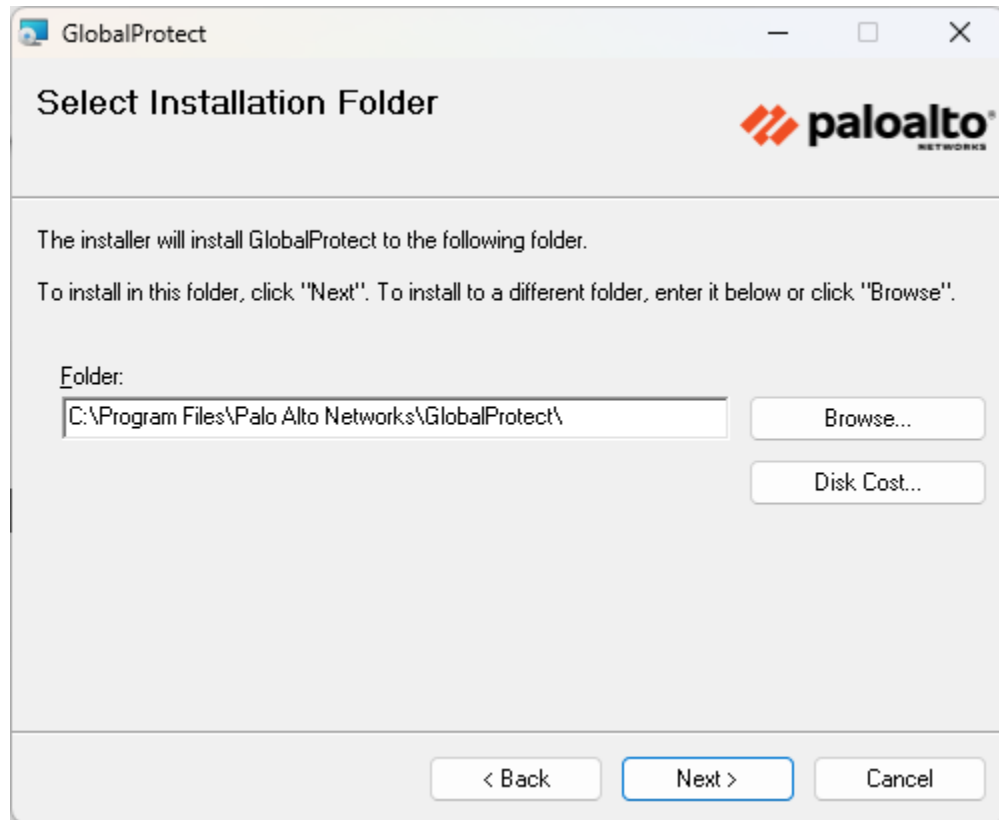 GlobalProtect
Select Installation Folder
paloalto®
NETWORKS
The installer will install GlobalProtect to the following folder.
To install in this folder, click "Next". To install to a different folder, enter it below or click "Browse".
Folder:
C:\Program Files\Palo Alto Networks\GlobalProtect\
Browse...
Disk Cost...
< Back
Next >
Cancel